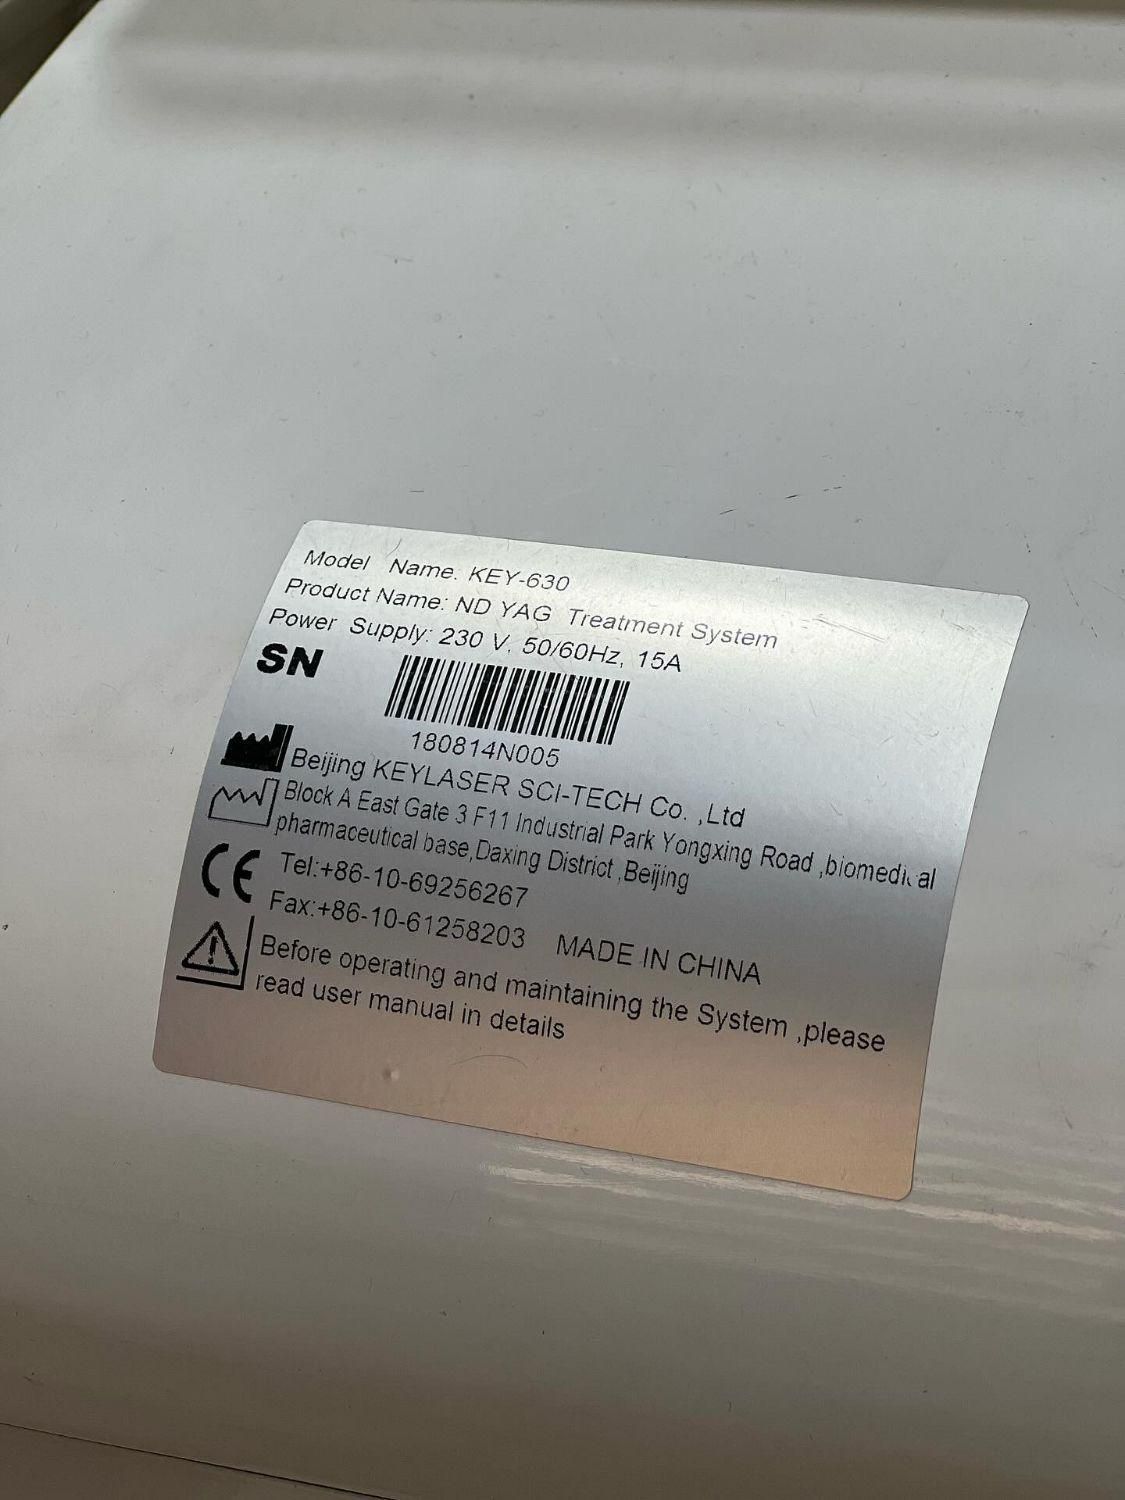 Model Name: KEY-630
Product Name: ND YAG Treatment System
Power Supply: 230 V, 50/60Hz, 15A
SN
180814N005
Beijing KEYLASER SCI-TECH Co. ,Ltd
Block A East Gate 3 F11 Industrial Park Yongxing Road ,biomedical
pharmaceutical base,Daxing District ,Beijing
CE
Tel:+86-10-69256267
Fax:+86-10-61258203 MADE IN CHINA
Before operating and maintaining the System ,please
read user manual in details